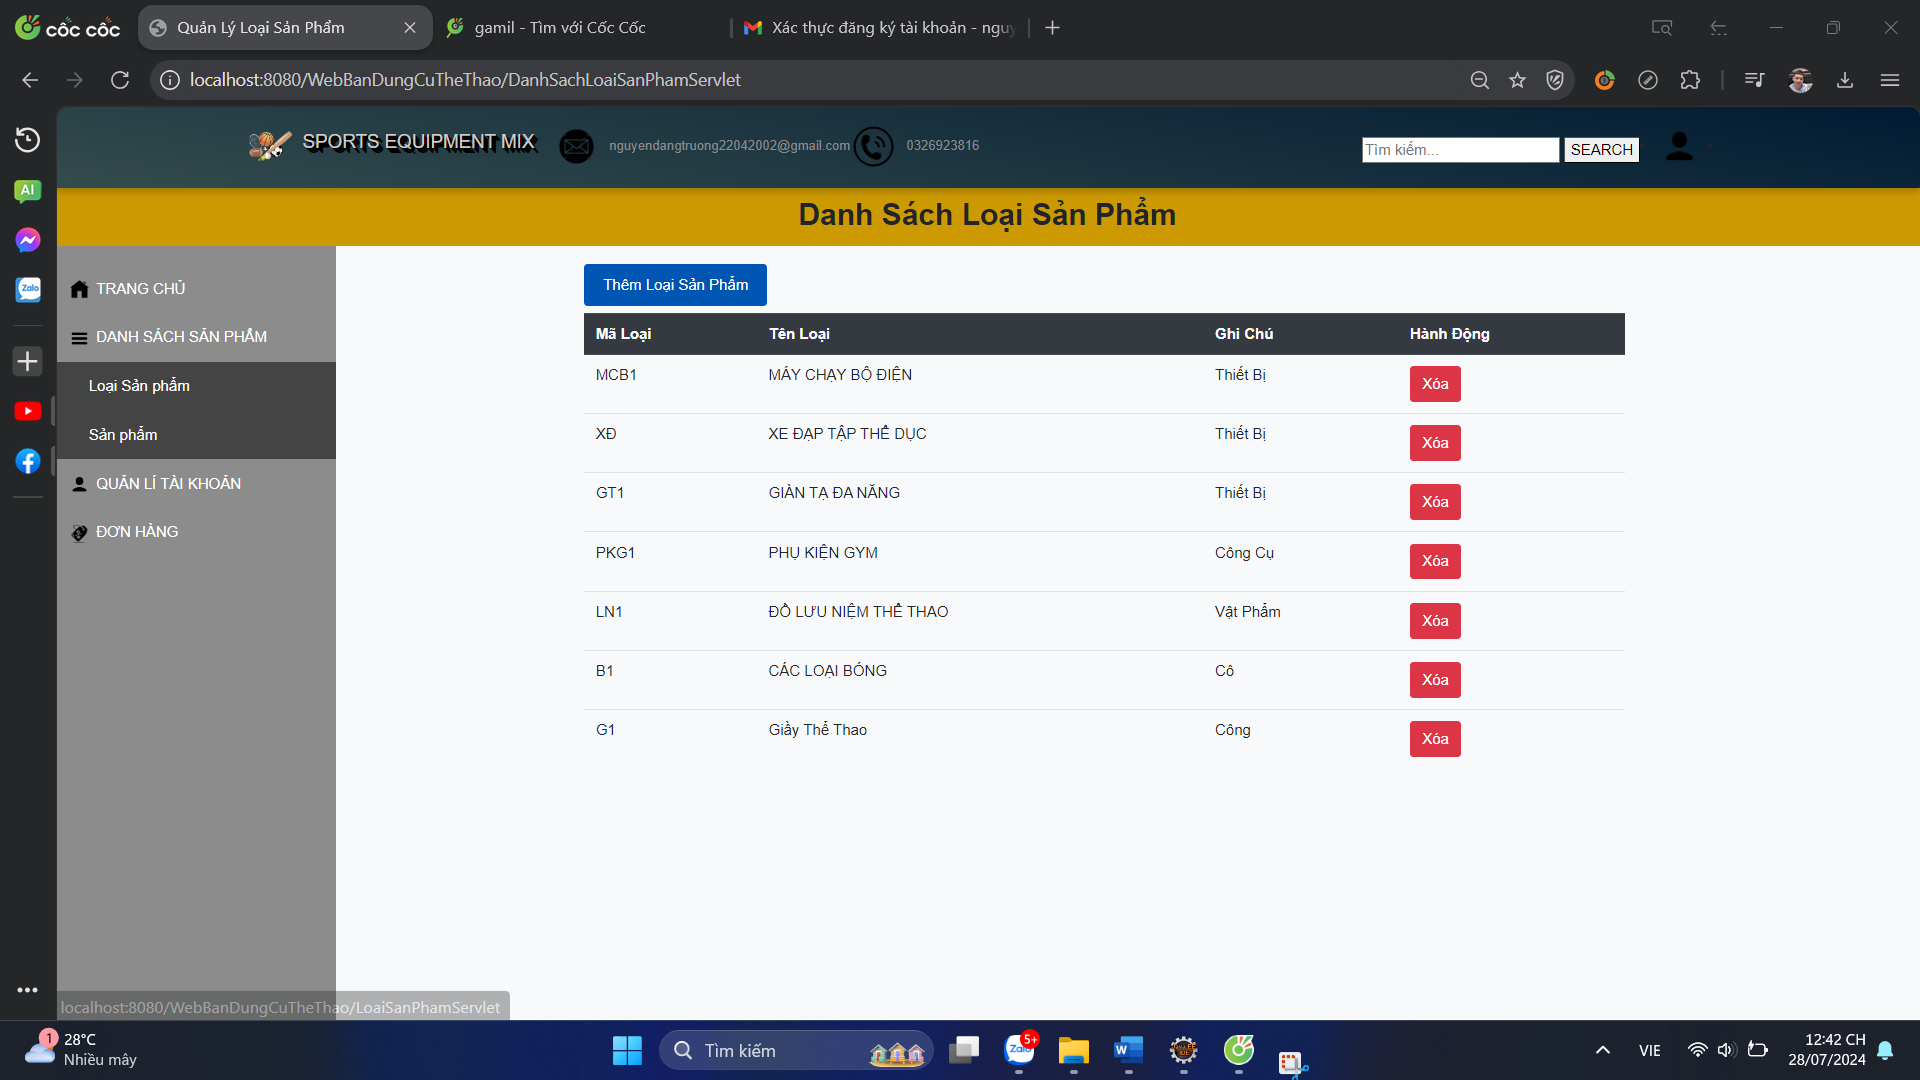 cốc cốc
Quản Lý Loại Sản Phẩm
gamil - Tìm với Cốc Cốc
Xác thực đăng ký tài khoản - nguy
localhost:8080/WebBanDungCuTheThao/DanhSachLoaiSanPhamServlet
SPORTS EQUIPMENT MIX
nguyendangtruong22042002@gmail.com
0326923816
Tìm kiếm...
SEARCH
AI
Zalo
Danh Sách Loại Sản Phẩm
TRANG CHỦ
DANH SÁCH SẢN PHẨM
Loại Sản phẩm
Sản phẩm
QUẢN LÍ TÀI KHOẢN
ĐƠN HÀNG
Thêm Loại Sản Phẩm
Mã Loại Tên Loại Ghi Chú Hành Động
MCB1 MÁY CHẠY BỘ ĐIỆN Thiết Bị Xóa
XĐ XE ĐẠP TẬP THỂ DỤC Thiết Bị Xóa
GT1 GIÀN TẠ ĐA NĂNG Thiết Bị Xóa
PKG1 PHỤ KIỆN GYM Công Cụ Xóa
LN1 ĐỒ LƯU NIỆM THỂ THAO Vật Phẩm Xóa
B1 CÁC LOẠI BÓNG Cô Xóa
G1 Giầy Thể Thao Công Xóa
localhost:8080/WebBanDungCuTheThao/LoaiSanPhamServlet
1
28°C
Nhiều mây
Tìm kiếm
Zalo
5+
W
VIE
12:42 CH
28/07/2024